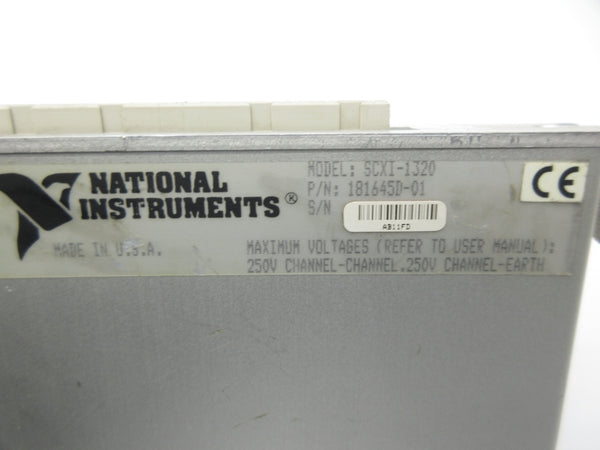 NATIONAL
INSTRUMENTS®
MODEL: SCXI-1320
P/N: 181645D-01
S/N
AB11FD
CE
MADE IN U.S.A.
MAXIMUM VOLTAGES (REFER TO USER MANUAL):
250V CHANNEL-CHANNEL.250V CHANNEL-EARTH